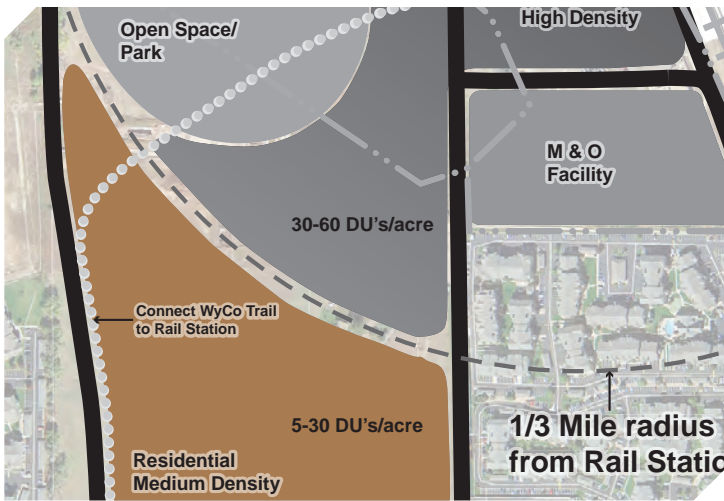 Open Space/
Park
High Density
M & O
Facility
30-60 DU's/acre
Connect WyCo Trail
to Rail Station
5-30 DU's/acre
1/3 Mile radius
from Rail Statio
Residential
Medium Density